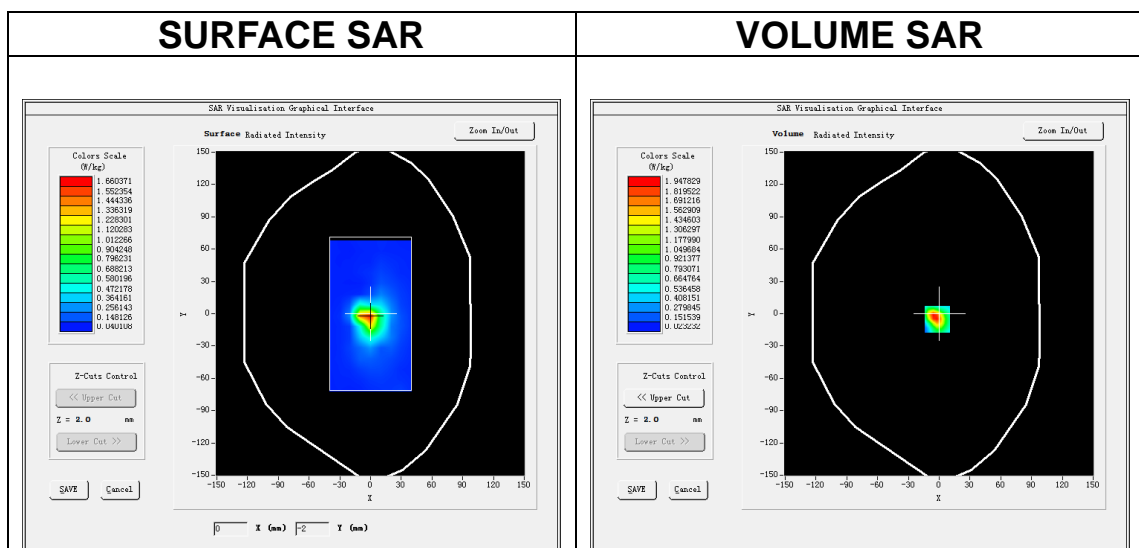 SURFACE SAR
VOLUME SAR
SAR Visualisation Graphical Interface
Surface Radiated Intensity
Zoom In/Out
Colors Scale
(W/kg)
1.660371
1.552354
1.444336
1.336319
1.228301
1.120283
1.012266
0.904248
0.796231
0.688213
0.580196
0.472178
0.364161
0.256143
0.148126
0.040108
150
120
90
60
30
0
-30
-60
-90
-120
-150
Y
-150 -120 -90 -60 -30 0 30 60 90 120 150
X
Z-Cuts Control
<< Upper Cut
Z = 2.0 mm
Lower Cut >>
SAVE Cancel
0 X (mm) -2 Y (mm)
SAR Visualisation Graphical Interface
Volume Radiated Intensity
Zoom In/Out
Colors Scale
(W/kg)
1.947829
1.819522
1.691216
1.562909
1.434603
1.306297
1.177990
1.049684
0.921377
0.793071
0.664764
0.536458
0.408151
0.279845
0.151539
0.023232
150
120
90
60
30
0
-30
-60
-90
-120
-150
Y
-150 -120 -90 -60 -30 0 30 60 90 120 150
X
Z-Cuts Control
<< Upper Cut
Z = 2.0 mm
Lower Cut >>
SAVE Cancel